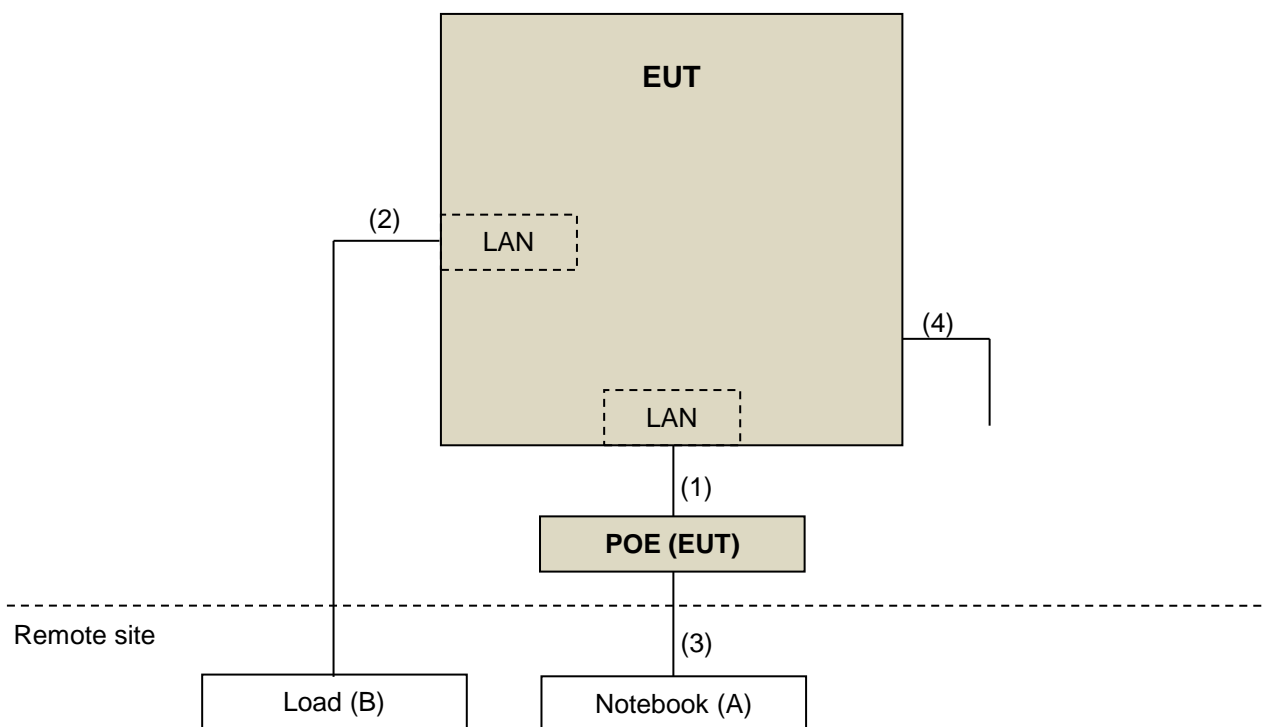 EUT
(2)
LAN
(4)
LAN
(1)
POE (EUT)
Remote site
(3)
Load (B)
Notebook (A)